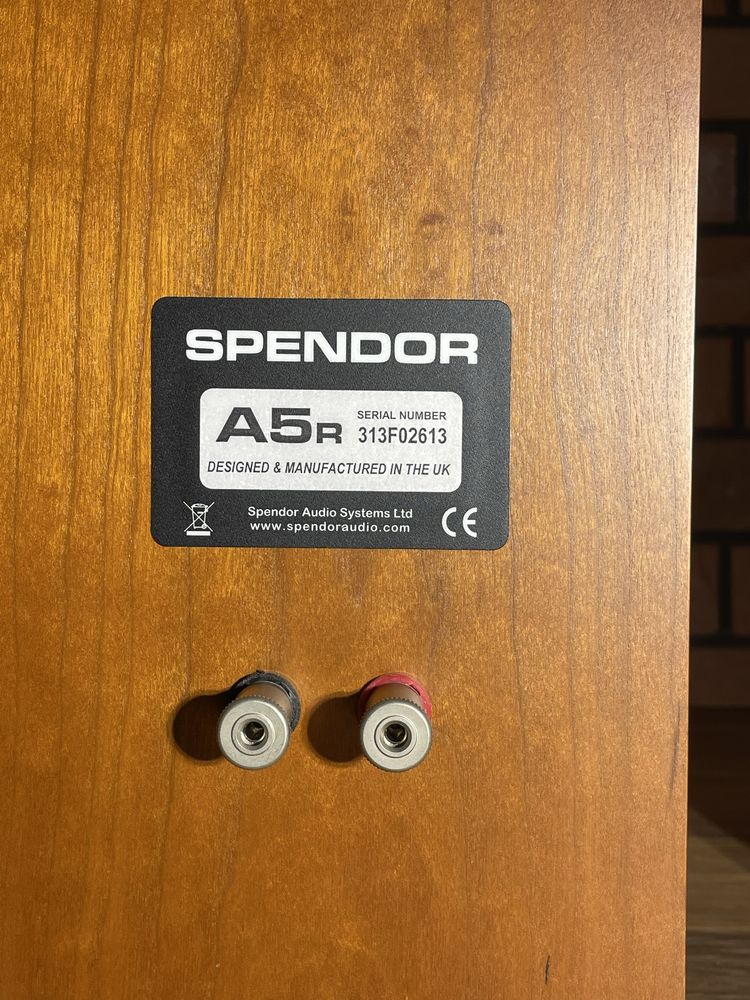 SPENDOR
A5R
SERIAL NUMBER
313F02613
DESIGNED & MANUFACTURED IN THE UK
Spendor Audio Systems Ltd
www.spendoraudio.com
CE